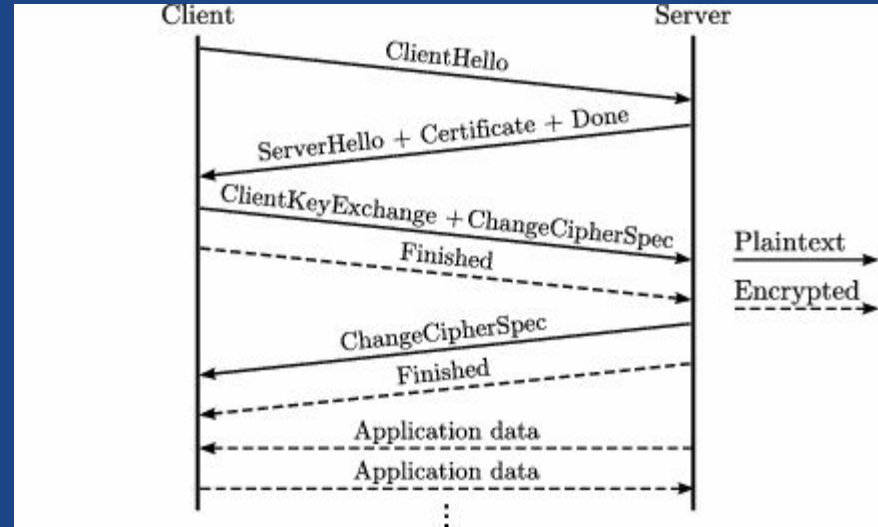 Client
Server
ClientHello
ServerHello + Certificate + Done
ClientKeyExchange + ChangeCipherSpec
Finished
Plaintext
Encrypted
ChangeCipherSpec
Finished
Application data
Application data
⋮